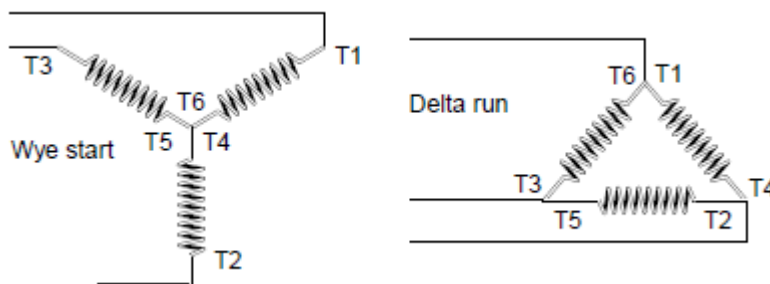 T3
T1
T6
T5 T4
Wye start
T2
T6 T1
Delta run
T3
T4
T5
T2